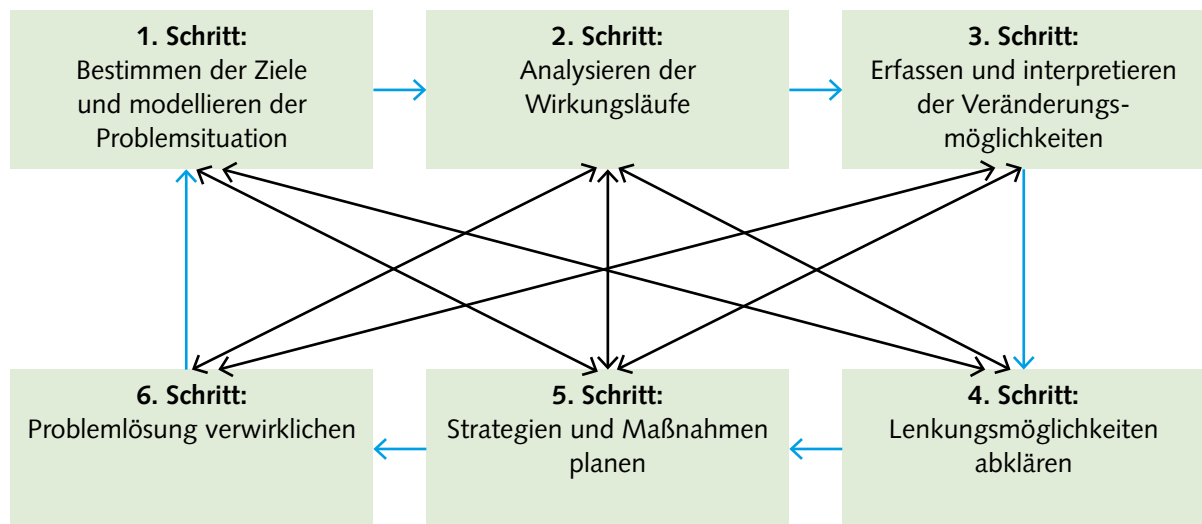 1. Schritt:
Bestimmen der Ziele
und modellieren der
Problemsituation
2. Schritt:
Analysieren der
Wirkungsläufe
3. Schritt:
Erfassen und interpretieren
der Veränderungs-
möglichkeiten
6. Schritt:
Problemlösung verwirklichen
5. Schritt:
Strategien und Maßnahmen
planen
4. Schritt:
Lenkungsmöglichkeiten
abklären